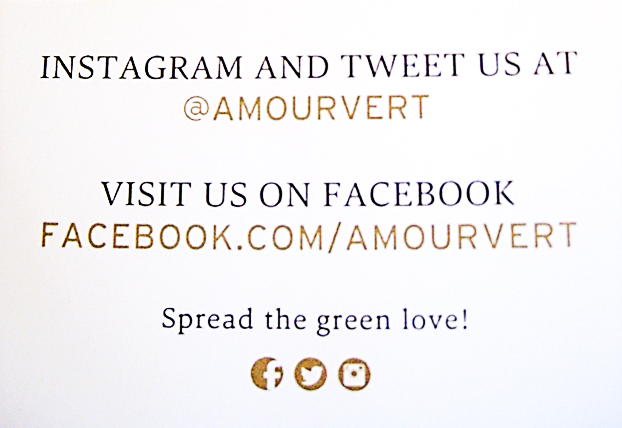 INSTAGRAM AND TWEET US AT
@AMOURVERT
VISIT US ON FACEBOOK
FACEBOOK.COM/AMOURVERT
Spread the green love!